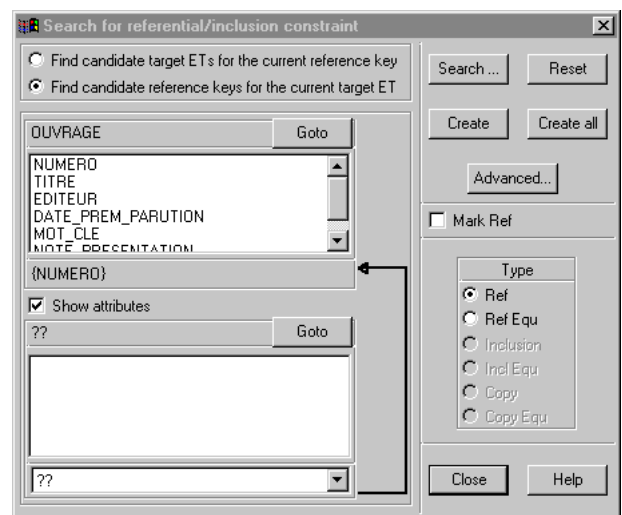 Search for referential/inclusion constraint
Find candidate target ETs for the current reference key
Find candidate reference keys for the current target ET
OUVRAGE
Goto
NUMERO
TITRE
EDITEUR
DATE_PREM_PARUTION
MOT_CLE
NOTE_PRESENTATION
{NUMERO}
Show attributes
??
Goto
??
Search ...
Reset
Create
Create all
Advanced...
Mark Ref
Type
Ref
Ref Equ
Inclusion
Incl Equ
Copy
Copy Equ
Close
Help